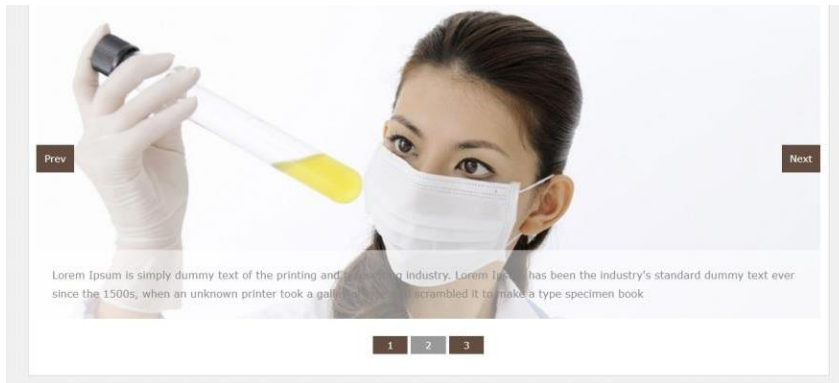 Prev
Next
Lorem Ipsum is simply dummy text of the printing and industry. Lorem has been the industry's standard dummy text ever
since the 1500s, when an unknown printer took a scrambled it to make a type specimen book
1 2 3